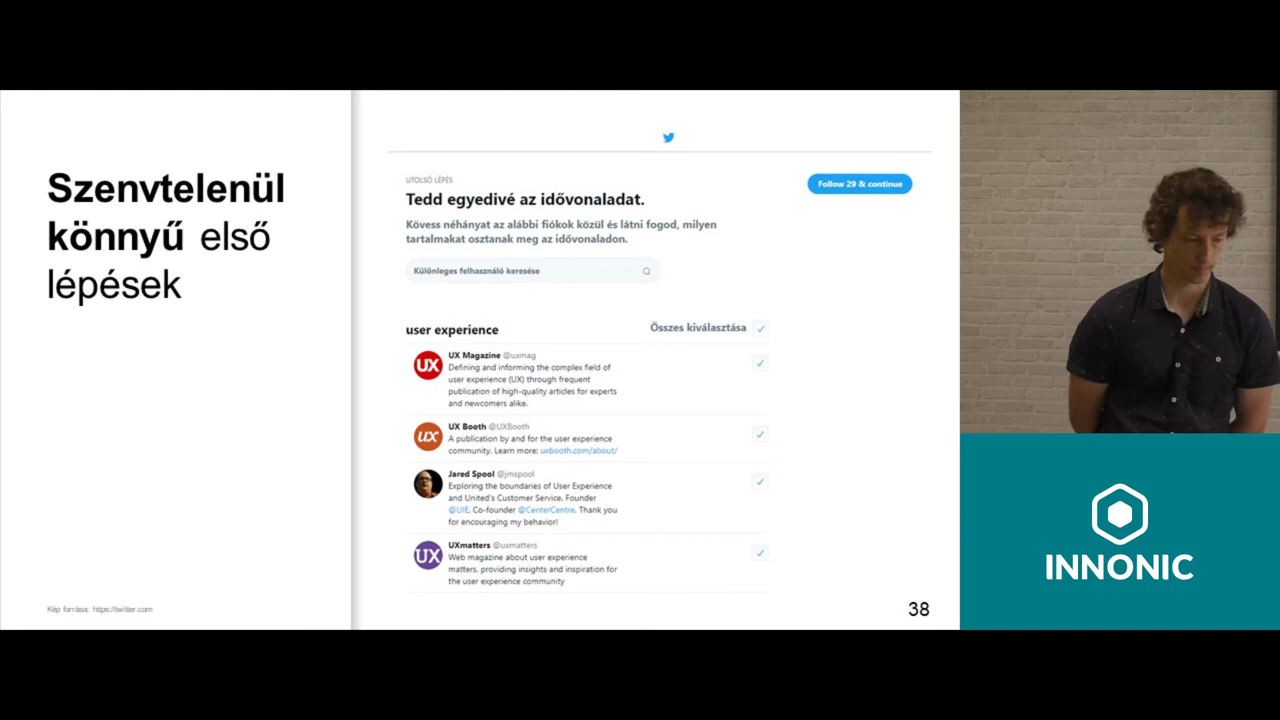 Szenvtelenül
könnyű első
lépések
Kép forrása: https://twitter.com
UTOLSÓ LÉPÉS
Tedd egyedivé az idővonaladat.
Kövess néhányat az alábbi fiókok közül és látni fogod, milyen
tartalmakat osztanak meg az idővonaladon.
Különleges felhasználó keresése
Follow 29 & continue
user experience
Összes kiválasztása
UX
UX Magazine @uxmag
Defining and informing the complex field of
user experience (UX) through frequent
publication of high-quality articles for experts
and newcomers alike.
ux
UX Booth @UXBooth
A publication by and for the user experience
community. Learn more: uxbooth.com/about/
Jared Spool @jmspool
Exploring the boundaries of User Experience
and United's Customer Service. Founder
@UIE. Co-founder @CenterCentre. Thank you
for encouraging my behavior!
UX
UXmatters @uxmatters
Web magazine about user experience
matters, providing insights and inspiration for
the user experience community
38
INNONIC